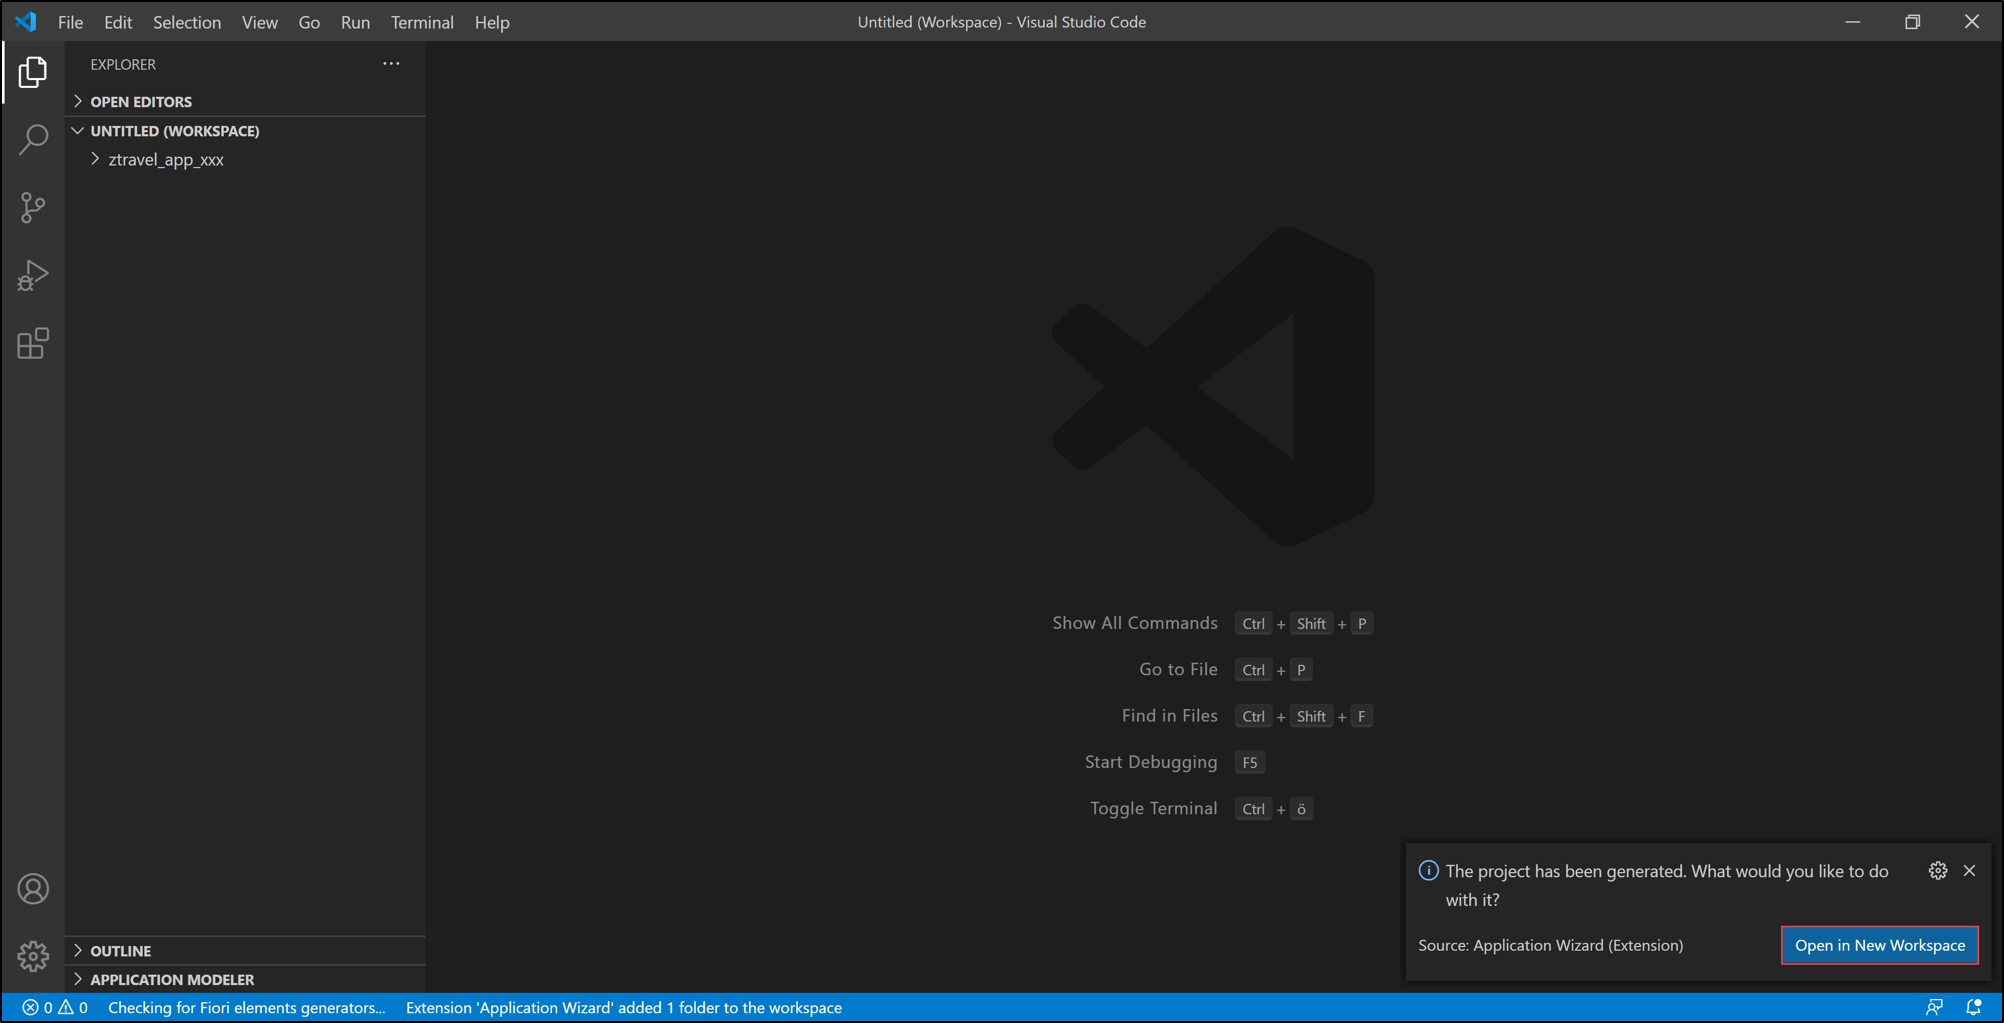 File Edit Selection View Go Run Terminal Help
Untitled (Workspace) - Visual Studio Code
EXPLORER
OPEN EDITORS
UNTITLED (WORKSPACE)
ztravel_app_xxx
Show All Commands Ctrl + Shift + P
Go to File Ctrl + P
Find in Files Ctrl + Shift + F
Start Debugging F5
Toggle Terminal Ctrl + ö
The project has been generated. What would you like to do
with it?
Source: Application Wizard (Extension)
Open in New Workspace
OUTLINE
APPLICATION MODELER
0 0 Checking for Fiori elements generators... Extension 'Application Wizard' added 1 folder to the workspace